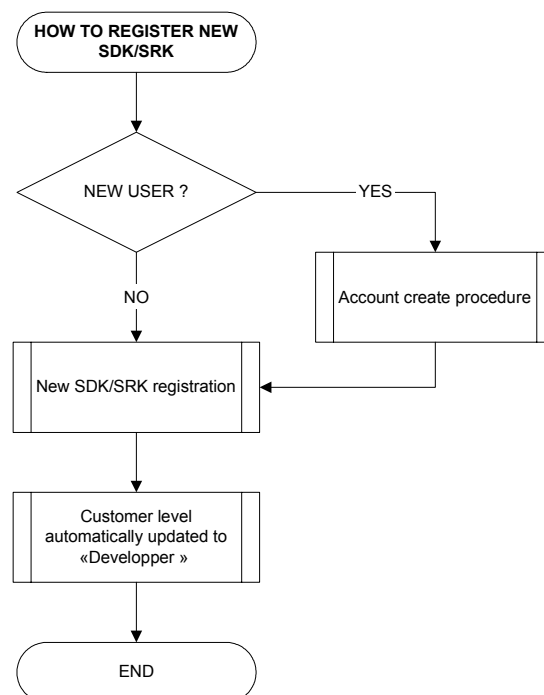 HOW TO REGISTER NEW
SDK/SRK
NEW USER ?
YES
Account create procedure
NO
New SDK/SRK registration
Customer level
automatically updated to
«Developper »
END